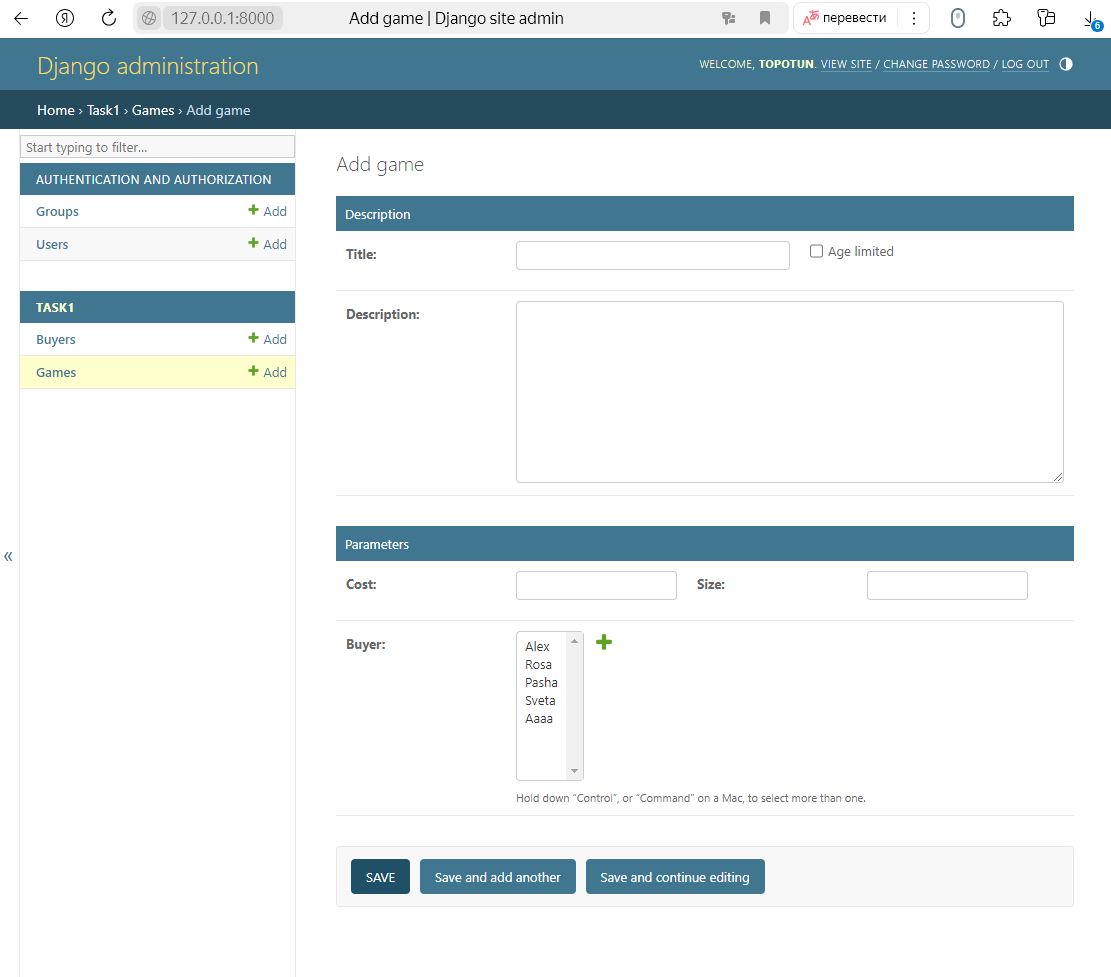 Я 127.0.0.1:8000 Add game | Django site admin перевести 6
Django administration
WELCOME, TOPOTUN. VIEW SITE / CHANGE PASSWORD / LOG OUT
Home › Task1 › Games › Add game
Start typing to filter...
AUTHENTICATION AND AUTHORIZATION
Groups + Add
Users + Add
TASK1
Buyers + Add
Games + Add
«
Add game
Description
Title: Age limited
Description:
Parameters
Cost: Size:
Buyer:
Alex
Rosa
Pasha
Sveta
Aaaa
Hold down “Control”, or “Command” on a Mac, to select more than one.
SAVE Save and add another Save and continue editing